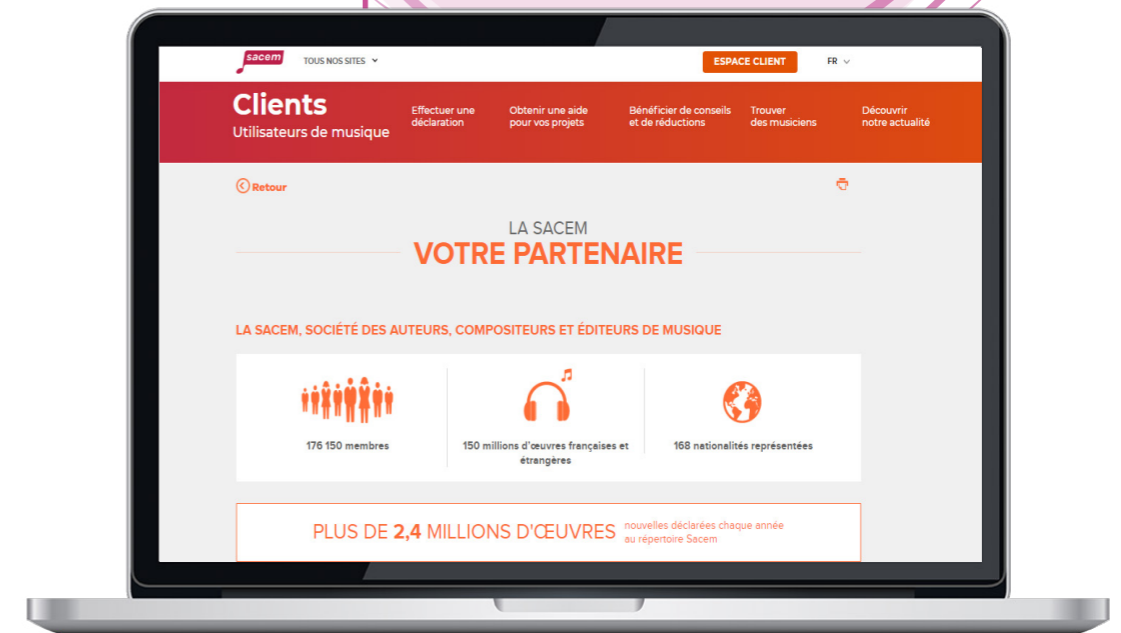 sacem
TOUS NOS SITES
ESPACE CLIENT
FR
Clients
Utilisateurs de musique
Effectuer une
déclaration
Obtenir une aide
pour vos projets
Bénéficier de conseils
et de réductions
Trouver
des musiciens
Découvrir
notre actualité
Retour
LA SACEM
VOTRE PARTENAIRE
LA SACEM, SOCIÉTÉ DES AUTEURS, COMPOSITEURS ET ÉDITEURS DE MUSIQUE
176 150 membres
150 millions d'œuvres françaises et
étrangères
168 nationalités représentées
PLUS DE 2,4 MILLIONS D'ŒUVRES
nouvelles déclarées chaque année
au répertoire Sacem